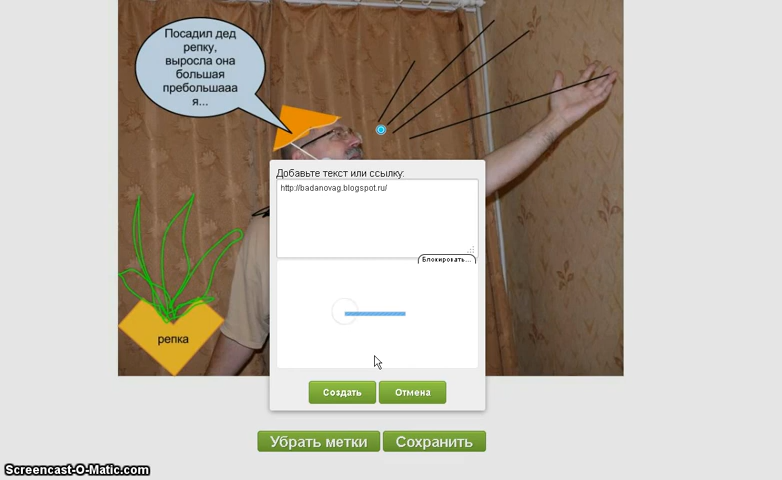 Посадил дед
репку,
выросла она
большая
пребольшааа
я...
Добавьте текст или ссылку:
http://badanovag.blogspot.ru/
Блокировать...
репка
Создать
Отмена
Убрать метки
Сохранить
Screencast-O-Matic.com